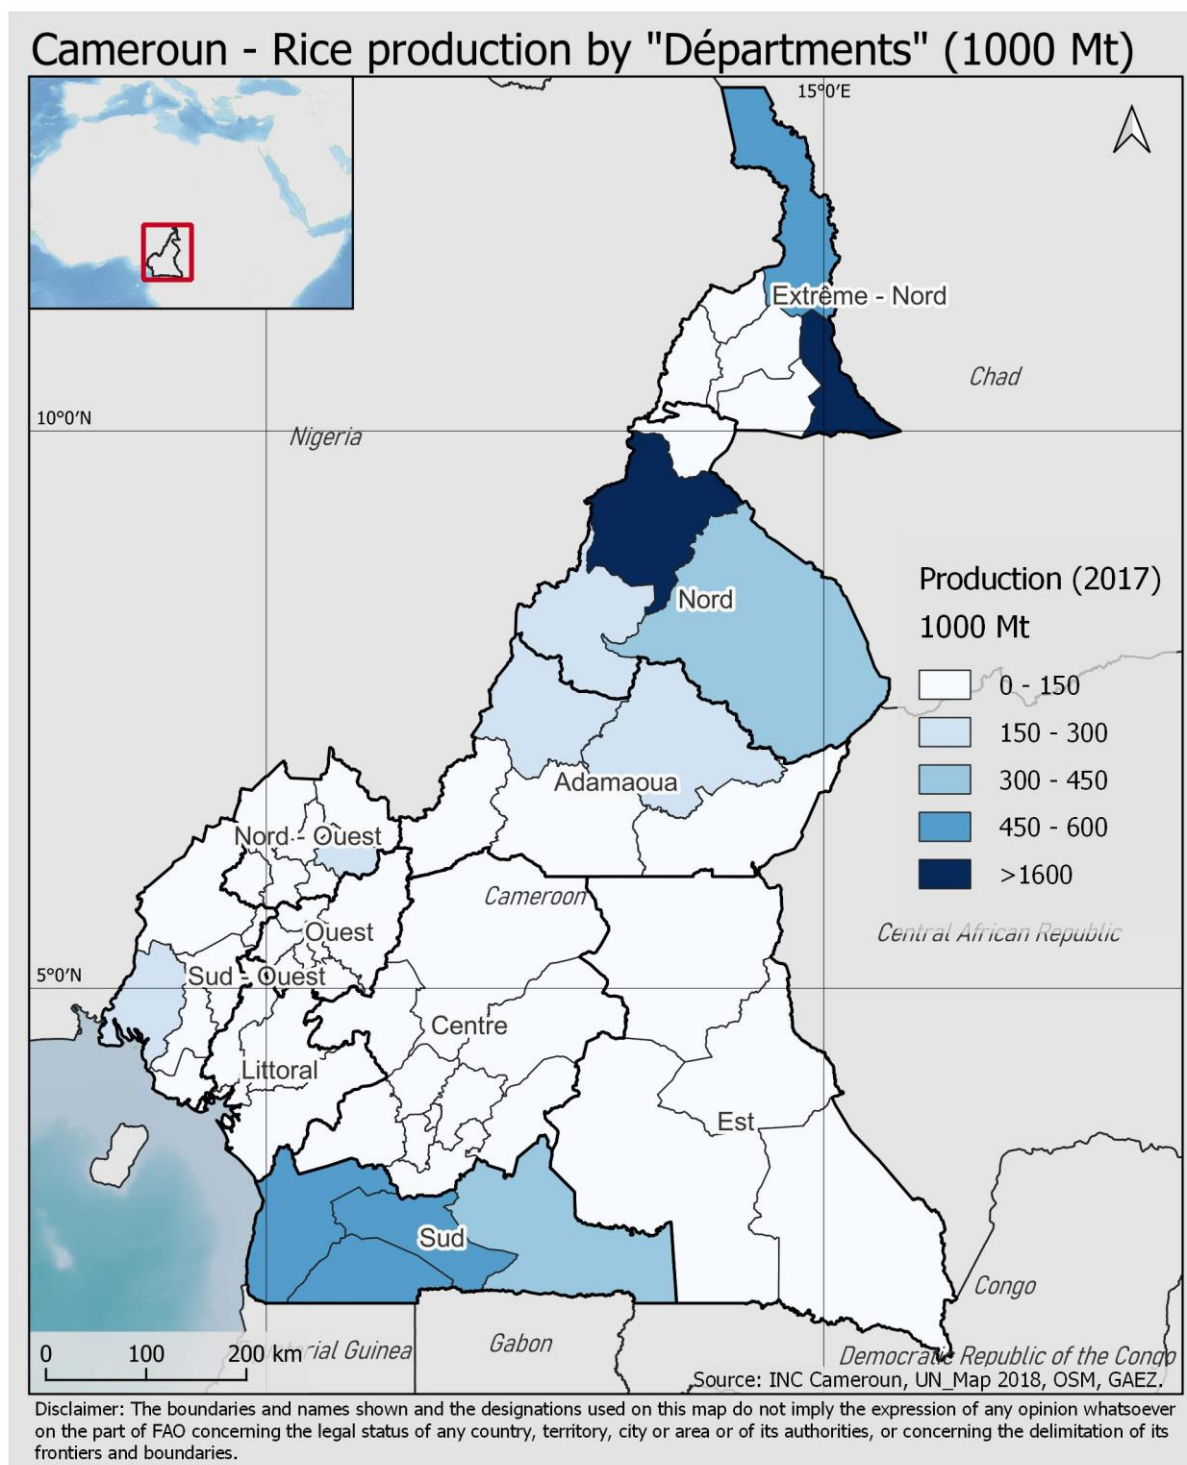 Cameroun - Rice production by "Départments" (1000 Mt)
15°0′E
Extrême - Nord
Chad
10°0′N
Nigeria
Production (2017)
1000 Mt
Nord
0 - 150
150 - 300
300 - 450
450 - 600
>1600
Adamaoua
Nord - Ouest
Cameroon
Ouest
Central African Republic
5°0′N
Sud - Ouest
Centre
Littoral
Est
Sud
Congo
0 100 200 km
Guinea
Gabon
Democratic Republic of the Congo
Source: INC Cameroun, UN_Map 2018, OSM, GAEZ.
Disclaimer: The boundaries and names shown and the designations used on this map do not imply the expression of any opinion whatsoever
on the part of FAO concerning the legal status of any country, territory, city or area or of its authorities, or concerning the delimitation of its
frontiers and boundaries.